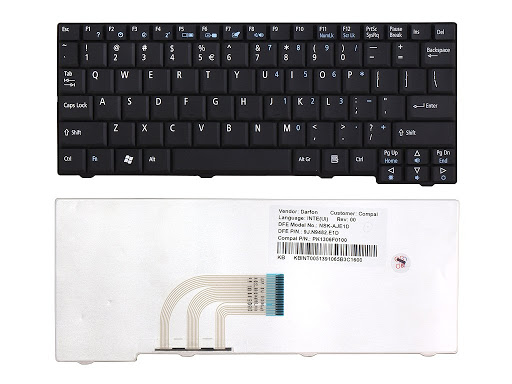 Esc F1 F2 F3 F4 F5 F6 F7 F8 F9 F10 F11 NumLk F12 Scr Lk PrtSc SysRq Pause Break Ins Del
! 1 @ 2 # 3 $ 4 % 5 € ^ 6 & 7 * 8 ( 9 ) 0 - + = Backspace
Tab Q W E R T Y U 4 I 5 O 6 P * { [ } ] | \
Caps Lock A S D F G H J 1 K 2 L 3 : ; " ' Enter
Shift Z X C V B N M 0 < , > . ? / Shift
Ctrl Fn Alt Alt Gr Ctrl Pg Up Home Pg Dn End
Vendor : Darfon Customer: Compal
Language: INTE(UI) Rev: 00
DFE Model No.: NSK-AJE1D
DFE P/N : 9J.N9482.E1D
Compal P/N: PK1306F0100
KB KBINT0051391065B3C1600